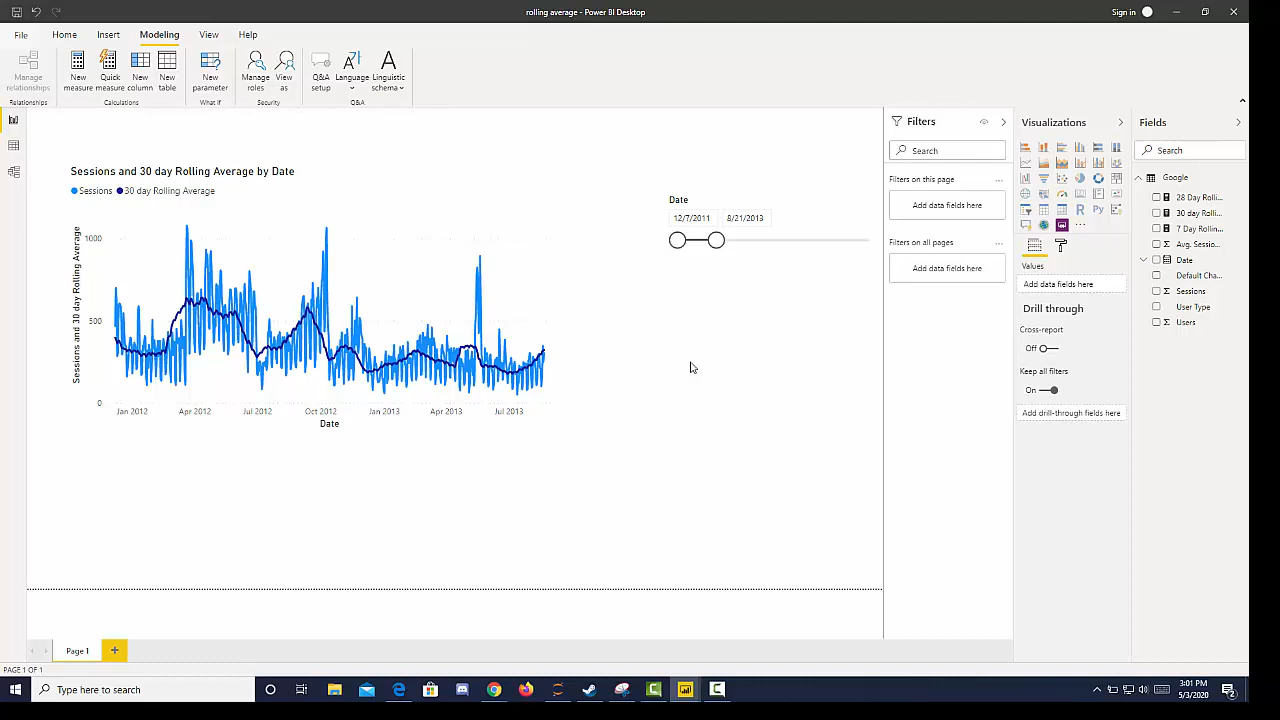 rolling average - Power BI Desktop
Sign in
File Home Insert Modeling View Help
Manage relationships
New measure
Quick measure
New column
New table
New parameter
Manage roles
View as
Q&A setup
Language
Linguistic schema
Relationships
Calculations
What if
Security
Q&A
Sessions and 30 day Rolling Average by Date
Sessions 30 day Rolling Average
Sessions and 30 day Rolling Average
1000
500
0
Jan 2012 Apr 2012 Jul 2012 Oct 2012 Jan 2013 Apr 2013 Jul 2013
Date
Date
12/7/2011 8/21/2013
Filters
Search
Filters on this page
...
Add data fields here
Filters on all pages
...
Add data fields here
Visualizations
R Py
...
Values
Add data fields here
Drill through
Cross-report
Off
Keep all filters
On
Add drill-through fields here
Fields
Search
Google
28 Day Rolli...
30 day Rolli...
7 Day Rollin...
Avg. Sessio...
Date
Default Cha...
Σ Sessions
User Type
Σ Users
Page 1 +
PAGE 1 OF 1
Type here to search
3:01 PM
5/3/2020
2